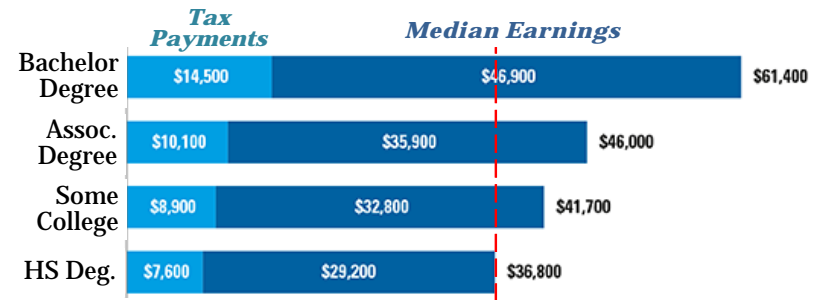 Tax
Payments
Median Earnings
Bachelor
Degree
$14,500
$46,900
$61,400
Assoc.
Degree
$10,100
$35,900
$46,000
Some
College
$8,900
$32,800
$41,700
HS Deg.
$7,600
$29,200
$36,800